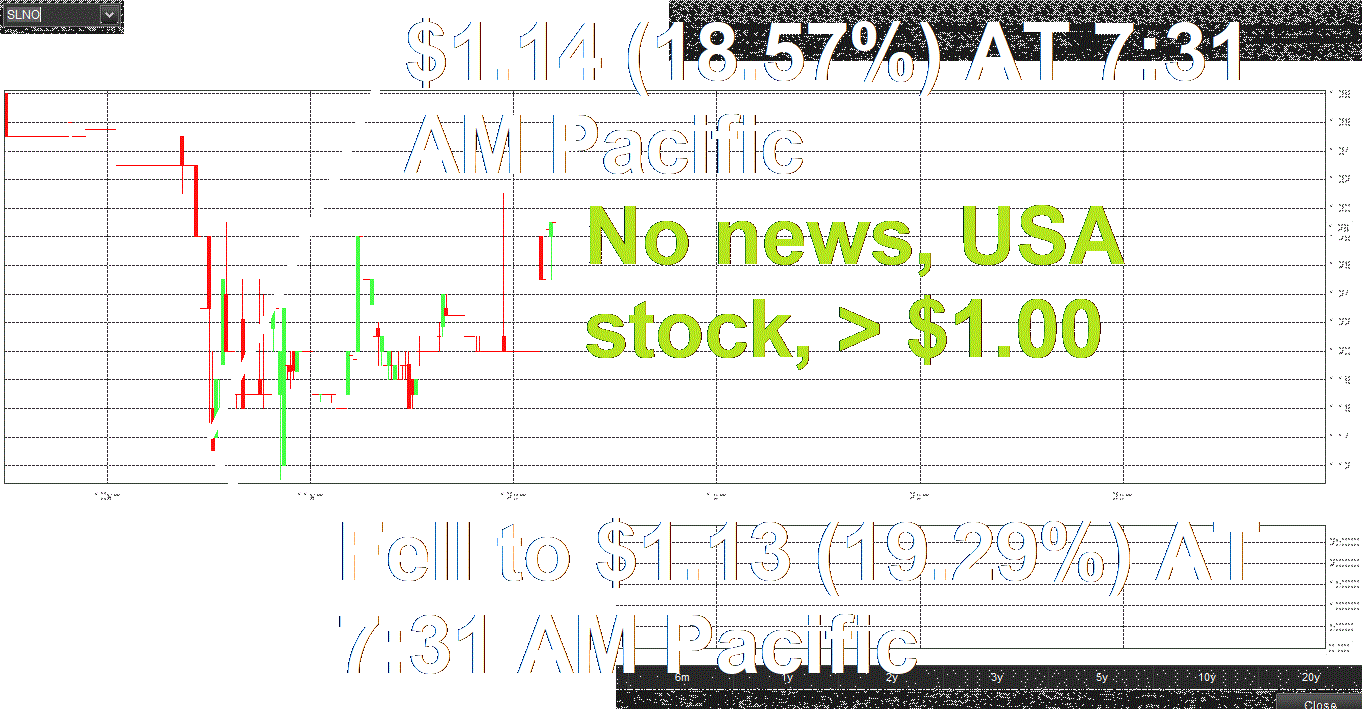 SLNO
$1.14 (18.57%) AT 7:31
AM Pacific
No news, USA
stock, > $1.00
Fell to $1.13 (19.29%) AT
7:31 AM Pacific
6m 1y 2y 3y 5y 10y 20y
Close